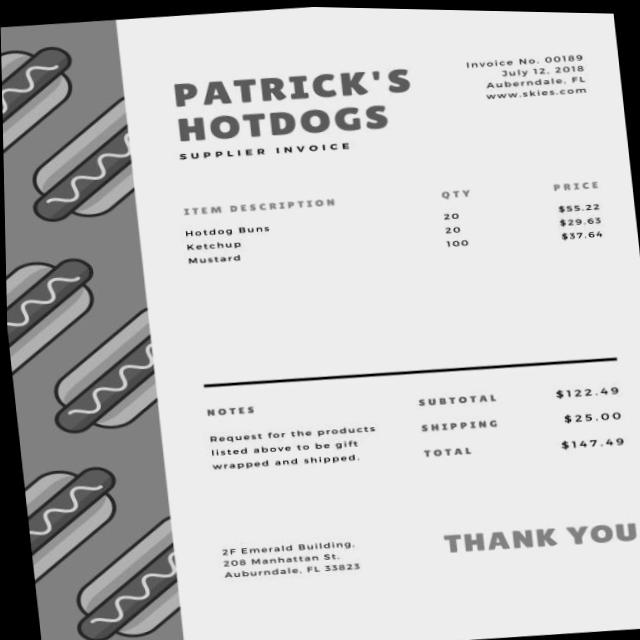 PATRICK'S
HOTDOGS
SUPPLIER INVOICE
Invoice No. 00189
July 12, 2018
Auberndale, FL
www.skies.com
ITEM DESCRIPTION QTY PRICE
Hotdog Buns 20 $55.22
Ketchup 20 $29.63
Mustard 100 $37.64
NOTES
Request for the products
listed above to be gift
wrapped and shipped.
SUBTOTAL $122.49
SHIPPING $25.00
TOTAL $147.49
2F Emerald Building,
208 Manhattan St.
Auburndale, FL 33823
THANK YOU